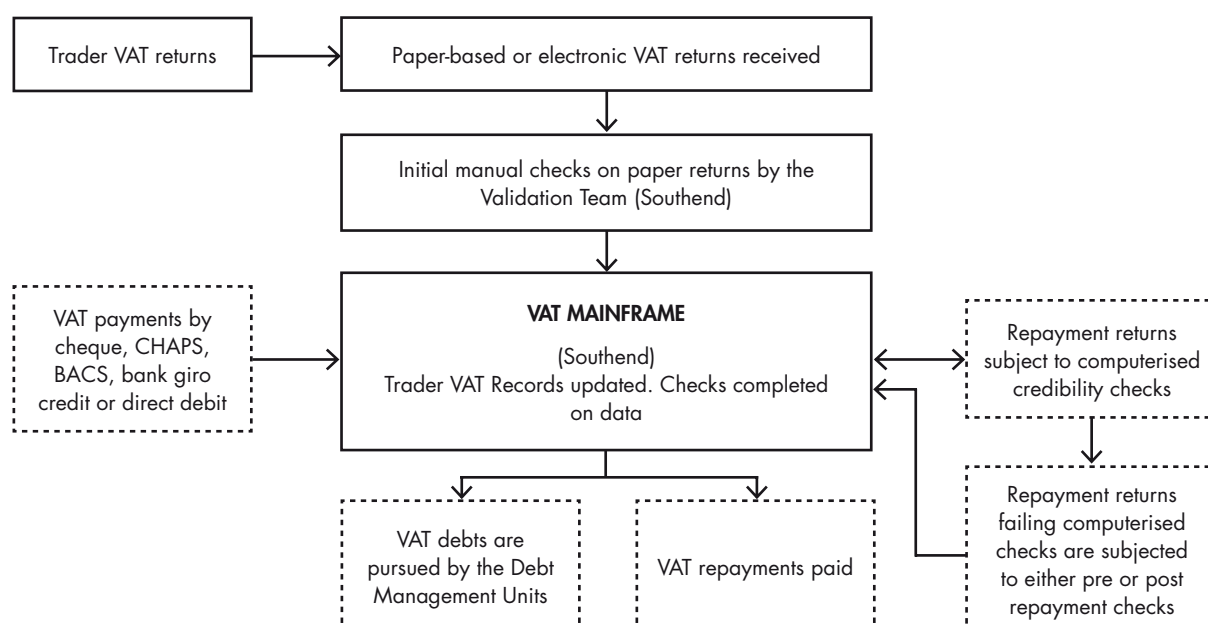 Trader VAT returns
Paper-based or electronic VAT returns received
Initial manual checks on paper returns by the
Validation Team (Southend)
VAT payments by
cheque, CHAPS,
BACS, bank giro
credit or direct debit
VAT MAINFRAME
(Southend)
Trader VAT Records updated. Checks completed
on data
Repayment returns
subject to computerised
credibility checks
VAT debts are
pursued by the Debt
Management Units
VAT repayments paid
Repayment returns
failing computerised
checks are subjected
to either pre or post
repayment checks